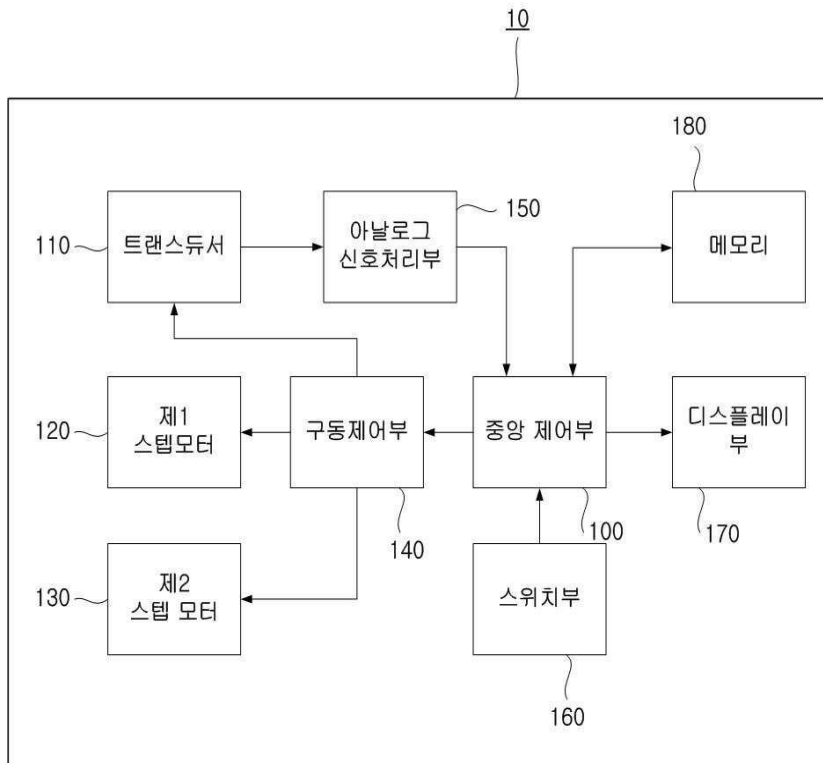 10
180
150
110
트랜스듀서
아날로그
신호처리부
메모리
120
제1
스텝모터
구동제어부
중앙 제어부
디스플레이
부
140
100
170
130
제2
스텝 모터
스위치부
160